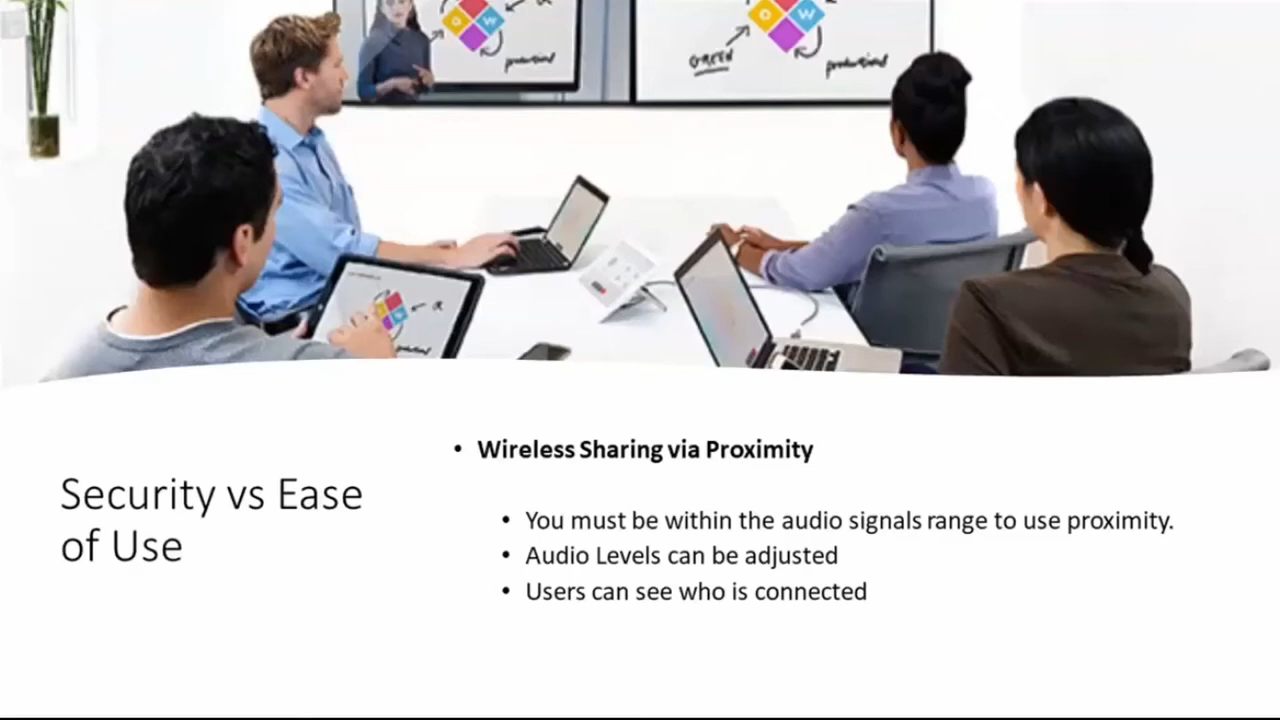 Q W
GREEN
Q W
Security vs Ease
of Use
• Wireless Sharing via Proximity
• You must be within the audio signals range to use proximity.
• Audio Levels can be adjusted
• Users can see who is connected